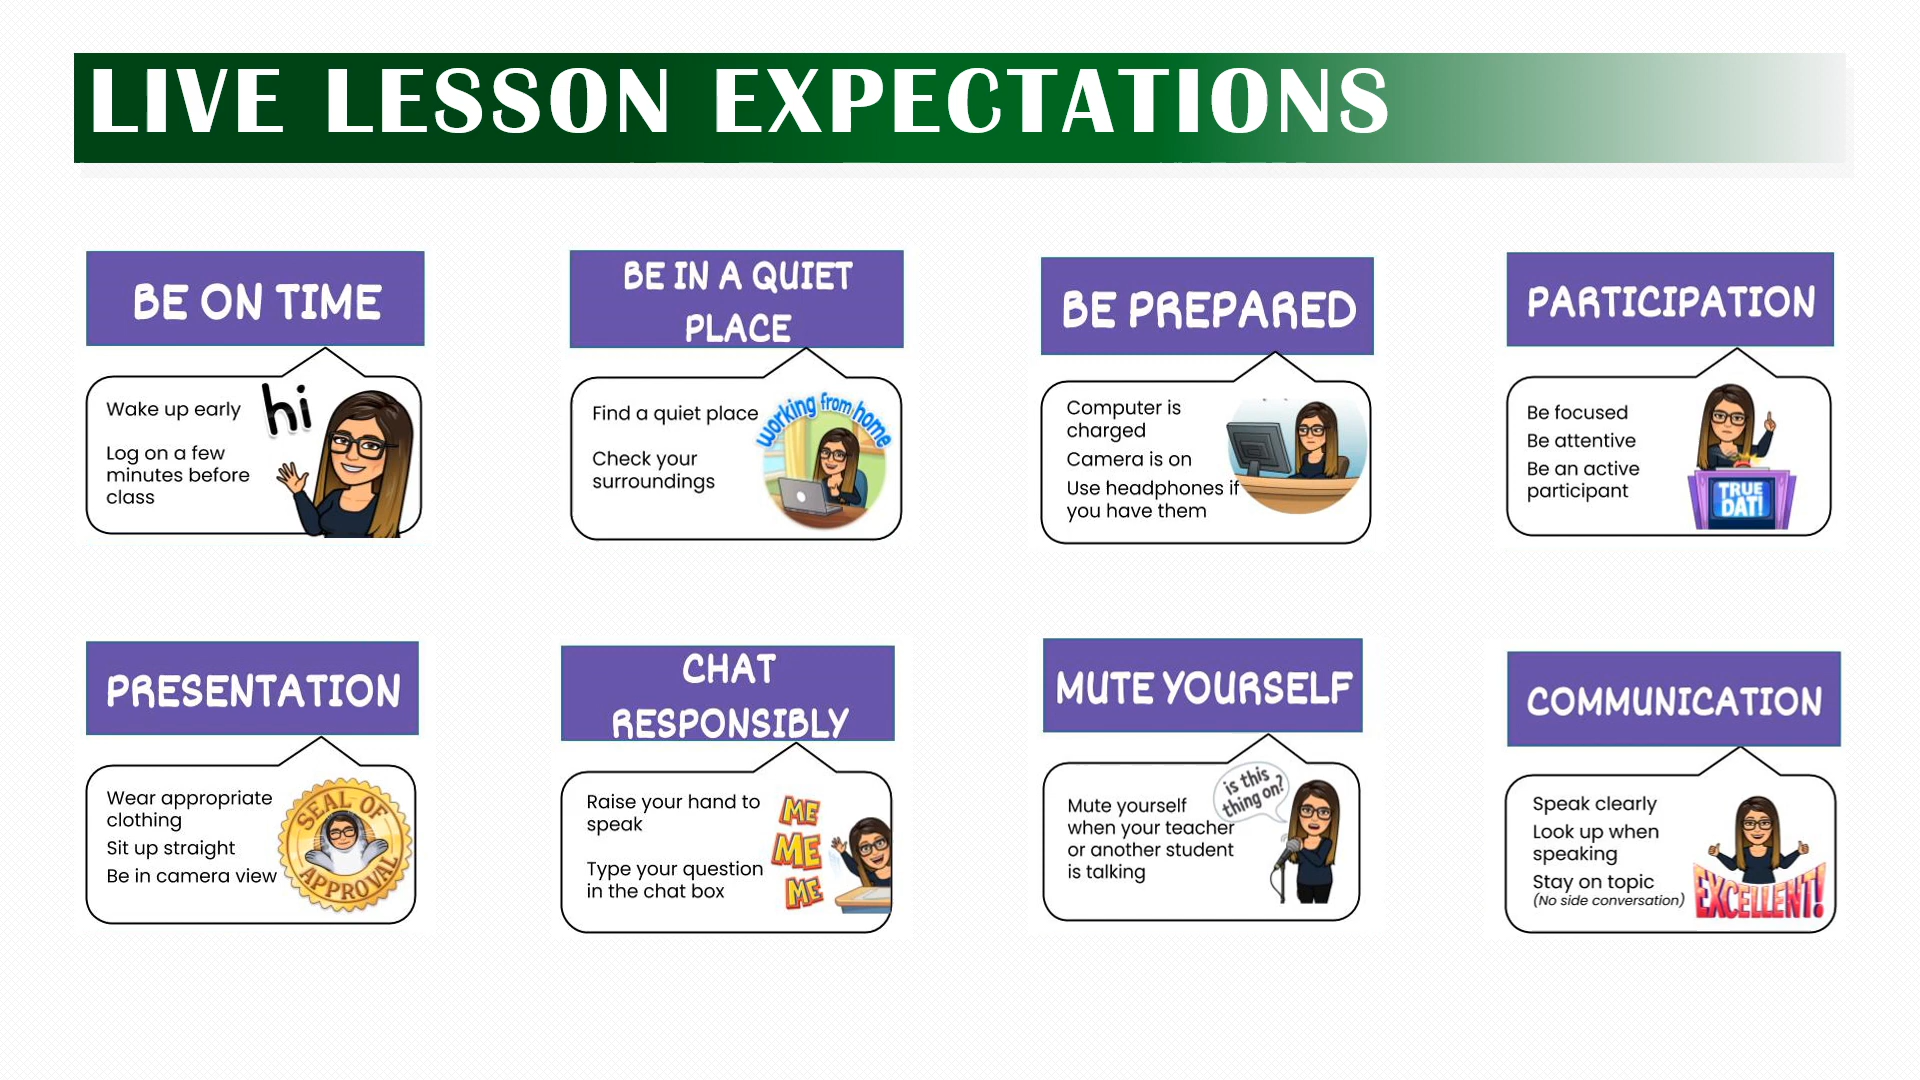 LIVE LESSON EXPECTATIONS
BE ON TIME
Wake up early
hi
Log on a few
minutes before
class
BE IN A QUIET
PLACE
Find a quiet place
Check your
surroundings
working from home
BE PREPARED
Computer is
charged
Camera is on
Use headphones if
you have them
PARTICIPATION
Be focused
Be attentive
Be an active
participant
TRUE
DAT!
PRESENTATION
Wear appropriate
clothing
Sit up straight
Be in camera view
SEAL OF
APPROVAL
CHAT
RESPONSIBLY
Raise your hand to
speak
Type your question
in the chat box
ME
ME
ME
MUTE YOURSELF
Mute yourself
when your teacher
or another student
is talking
is this
thing on?
COMMUNICATION
Speak clearly
Look up when
speaking
Stay on topic
(No side conversation)
EXCELLENT!